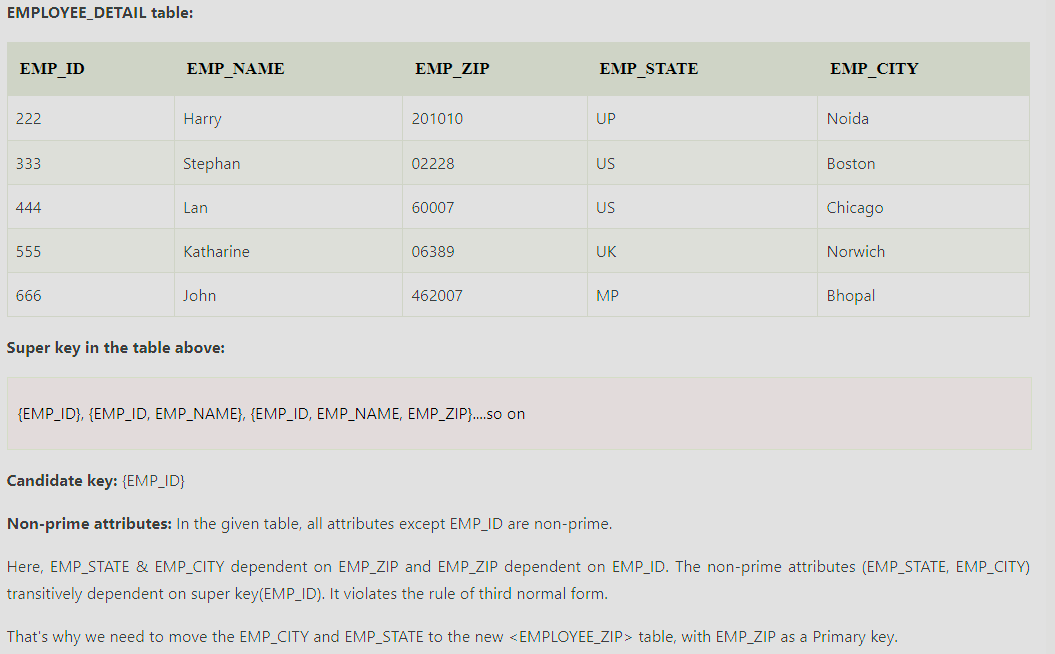 EMPLOYEE_DETAIL table:
EMP_ID EMP_NAME EMP_ZIP EMP_STATE EMP_CITY
222 Harry 201010 UP Noida
333 Stephan 02228 US Boston
444 Lan 60007 US Chicago
555 Katharine 06389 UK Norwich
666 John 462007 MP Bhopal
Super key in the table above:
{EMP_ID}, {EMP_ID, EMP_NAME}, {EMP_ID, EMP_NAME, EMP_ZIP}....so on
Candidate key: {EMP_ID}
Non-prime attributes: In the given table, all attributes except EMP_ID are non-prime.
Here, EMP_STATE & EMP_CITY dependent on EMP_ZIP and EMP_ZIP dependent on EMP_ID. The non-prime attributes (EMP_STATE, EMP_CITY)
transitively dependent on super key(EMP_ID). It violates the rule of third normal form.
That's why we need to move the EMP_CITY and EMP_STATE to the new <EMPLOYEE_ZIP> table, with EMP_ZIP as a Primary key.